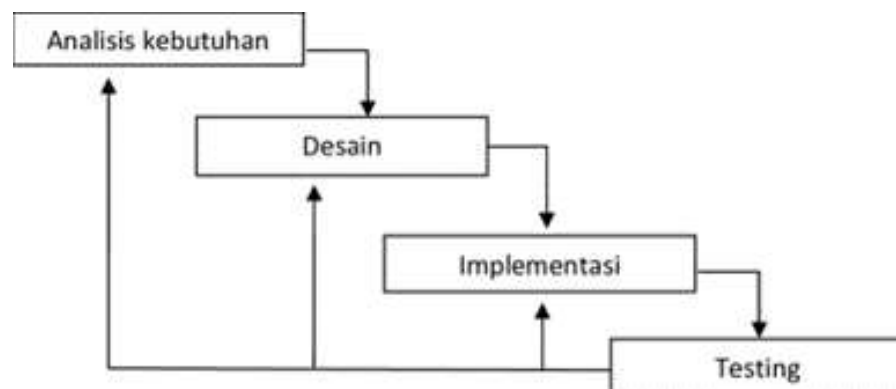 Analisis kebutuhan
Desain
Implementasi
Testing